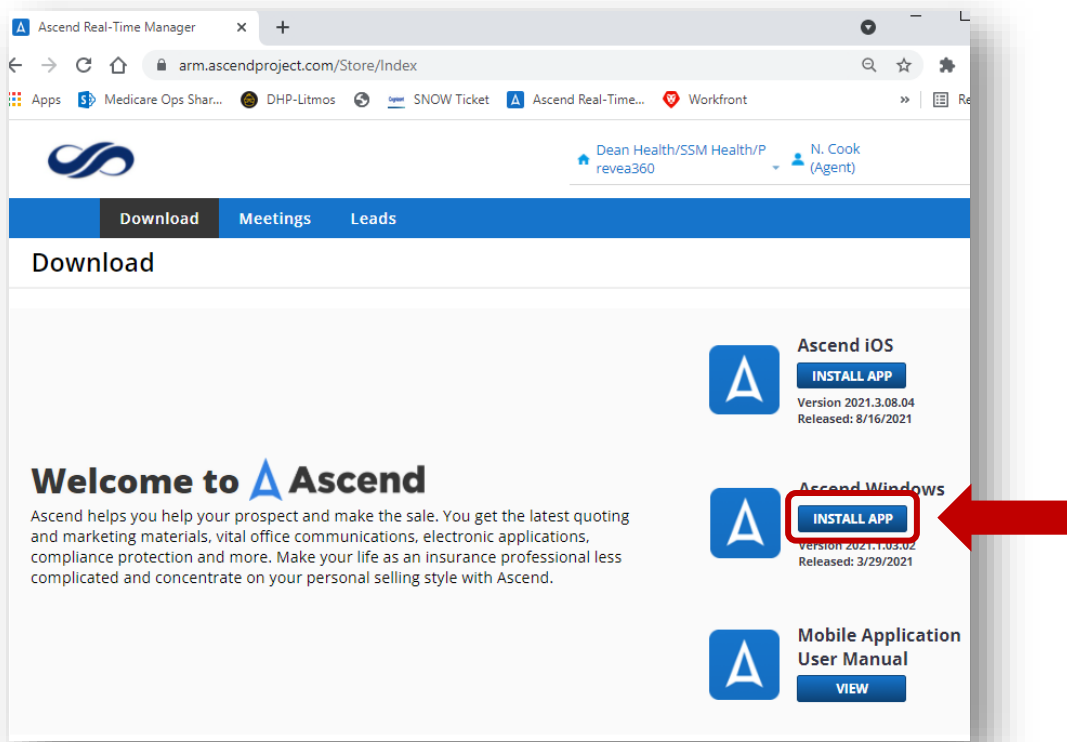 Ascend Real-Time Manager
arm.ascendproject.com/Store/Index
Apps Medicare Ops Shar... DHP-Litmos SNOW Ticket Ascend Real-Time... Workfront » Re
Dean Health/SSM Health/P
revea360
N. Cook
(Agent)
Download Meetings Leads
Download
Ascend iOS
INSTALL APP
Version 2021.3.08.04
Released: 8/16/2021
Welcome to Ascend
Ascend helps you help your prospect and make the sale. You get the latest quoting
and marketing materials, vital office communications, electronic applications,
compliance protection and more. Make your life as an insurance professional less
complicated and concentrate on your personal selling style with Ascend.
Ascend Windows
INSTALL APP
Version 2021.1.03.02
Released: 3/29/2021
Mobile Application
User Manual
VIEW